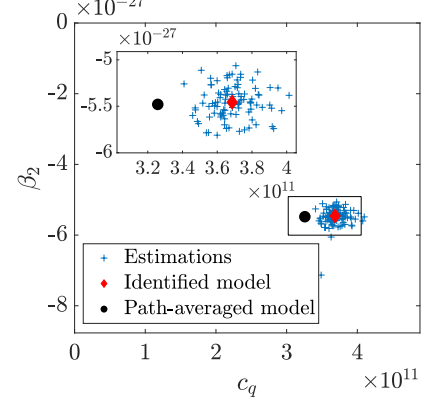 ×10⁻²⁷
0
×10⁻²⁷
-5
-5.5
-6
3.2 3.4 3.6 3.8 4
×10¹¹
-2
-4
β₂
-6
Estimations
Identified model
Path-averaged model
-8
0 1 2 3 4
×10¹¹
c_q